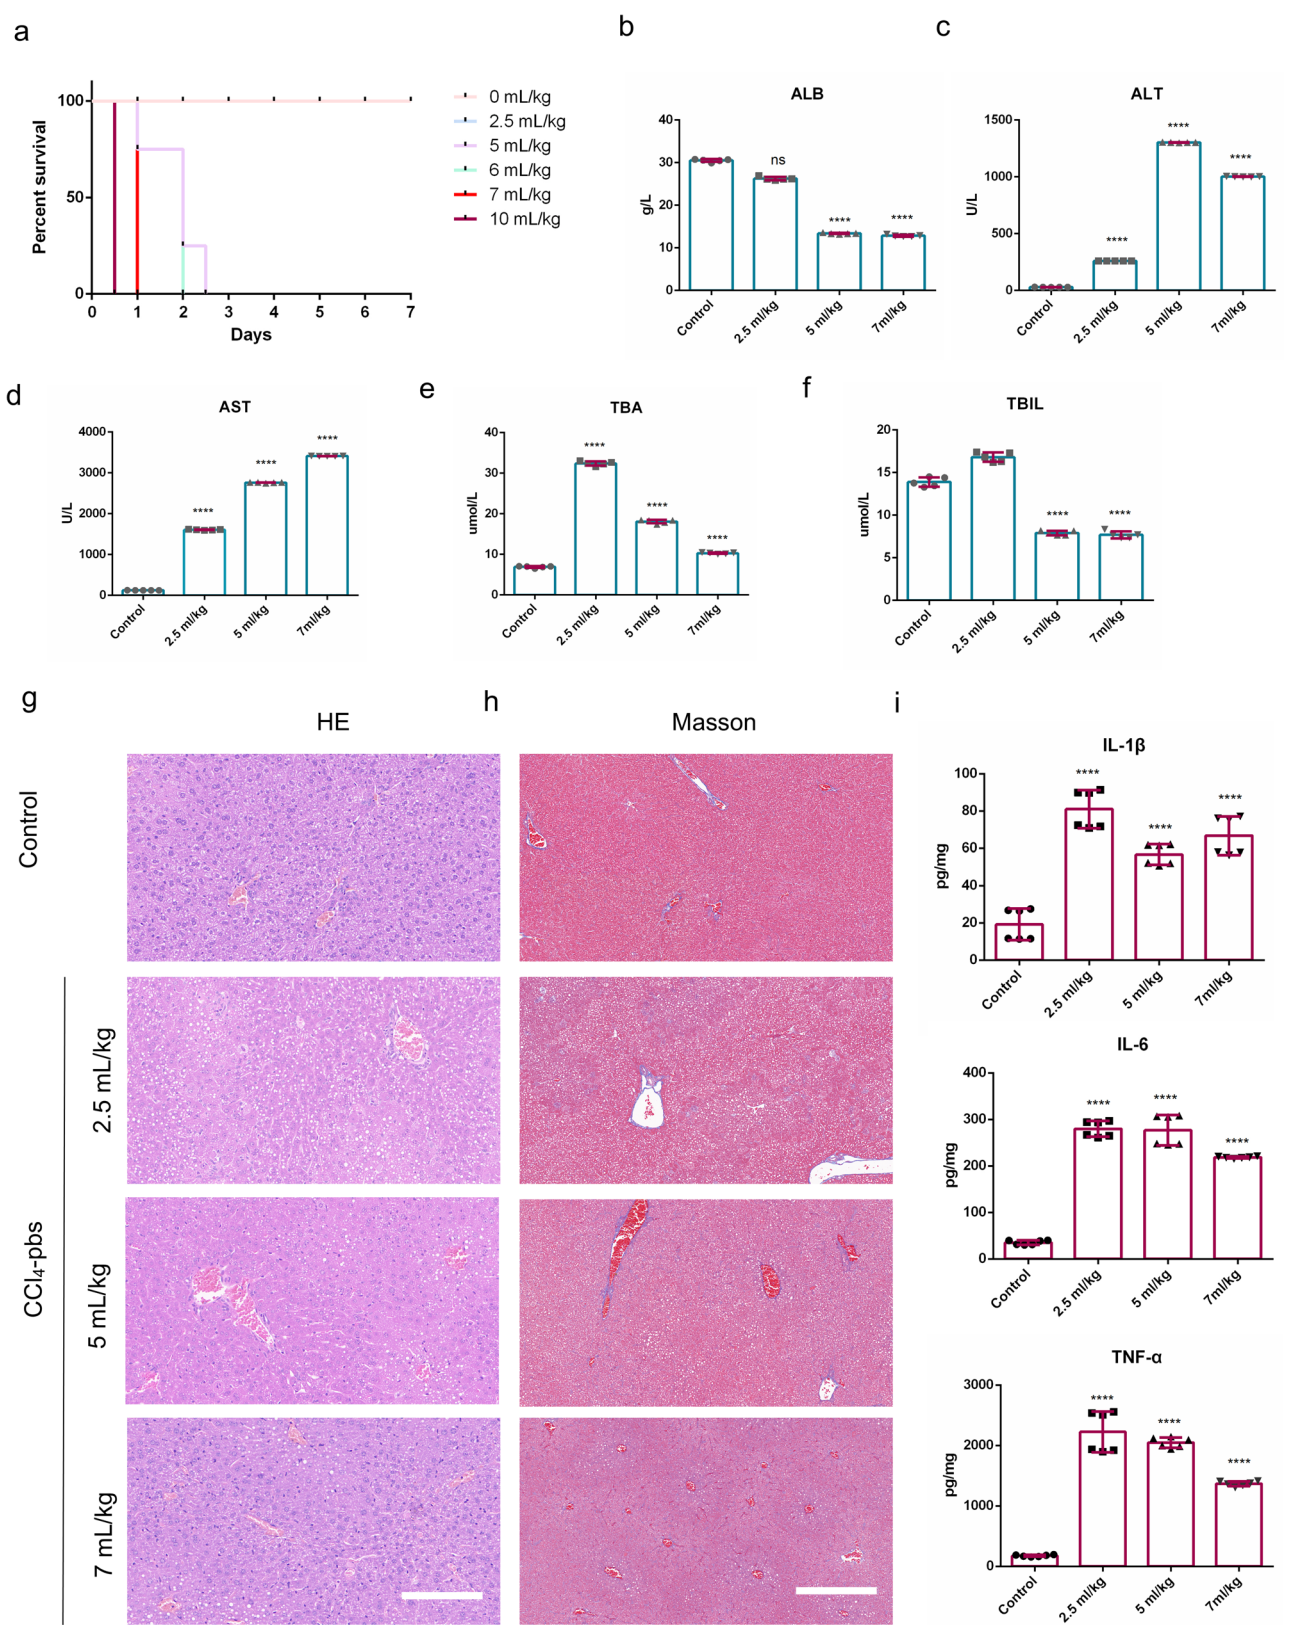 a
Percent survival
100
50
0
0 1 2 3 4 5 6 7
Days
0 mL/kg
2.5 mL/kg
5 mL/kg
6 mL/kg
7 mL/kg
10 mL/kg
b
ALB
g/L
40
30
20
10
0
ns
****
****
Control
2.5 ml/kg
5 ml/kg
7ml/kg
c
ALT
U/L
1500
1000
500
0
****
****
****
Control
2.5 ml/kg
5 ml/kg
7ml/kg
d
AST
U/L
4000
3000
2000
1000
0
****
****
****
Control
2.5 ml/kg
5 ml/kg
7ml/kg
e
TBA
umol/L
40
30
20
10
0
****
****
****
Control
2.5 ml/kg
5 ml/kg
7ml/kg
f
TBIL
umol/L
20
15
10
5
0
****
****
Control
2.5 ml/kg
5 ml/kg
7ml/kg
g
HE
h
Masson
Control
CCl₄-pbs
2.5 mL/kg
5 mL/kg
7 mL/kg
i
IL-1β
pg/mg
100
80
60
40
20
0
****
****
****
Control
2.5 ml/kg
5 ml/kg
7ml/kg
IL-6
pg/mg
400
300
200
100
0
****
****
****
Control
2.5 ml/kg
5 ml/kg
7ml/kg
TNF-α
pg/mg
3000
2000
1000
0
****
****
****
Control
2.5 ml/kg
5 ml/kg
7ml/kg